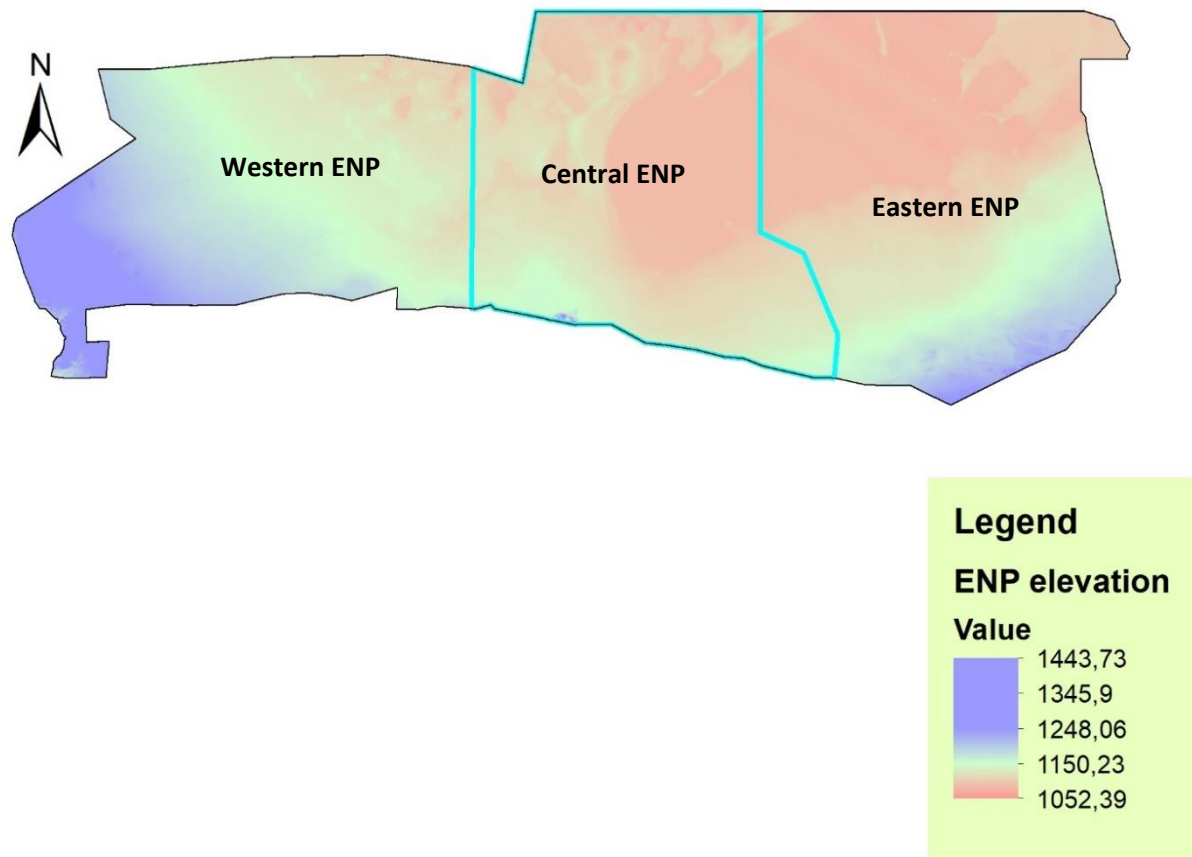 N
Western ENP
Central ENP
Eastern ENP
Legend
ENP elevation
Value
1443,73
1345,9
1248,06
1150,23
1052,39